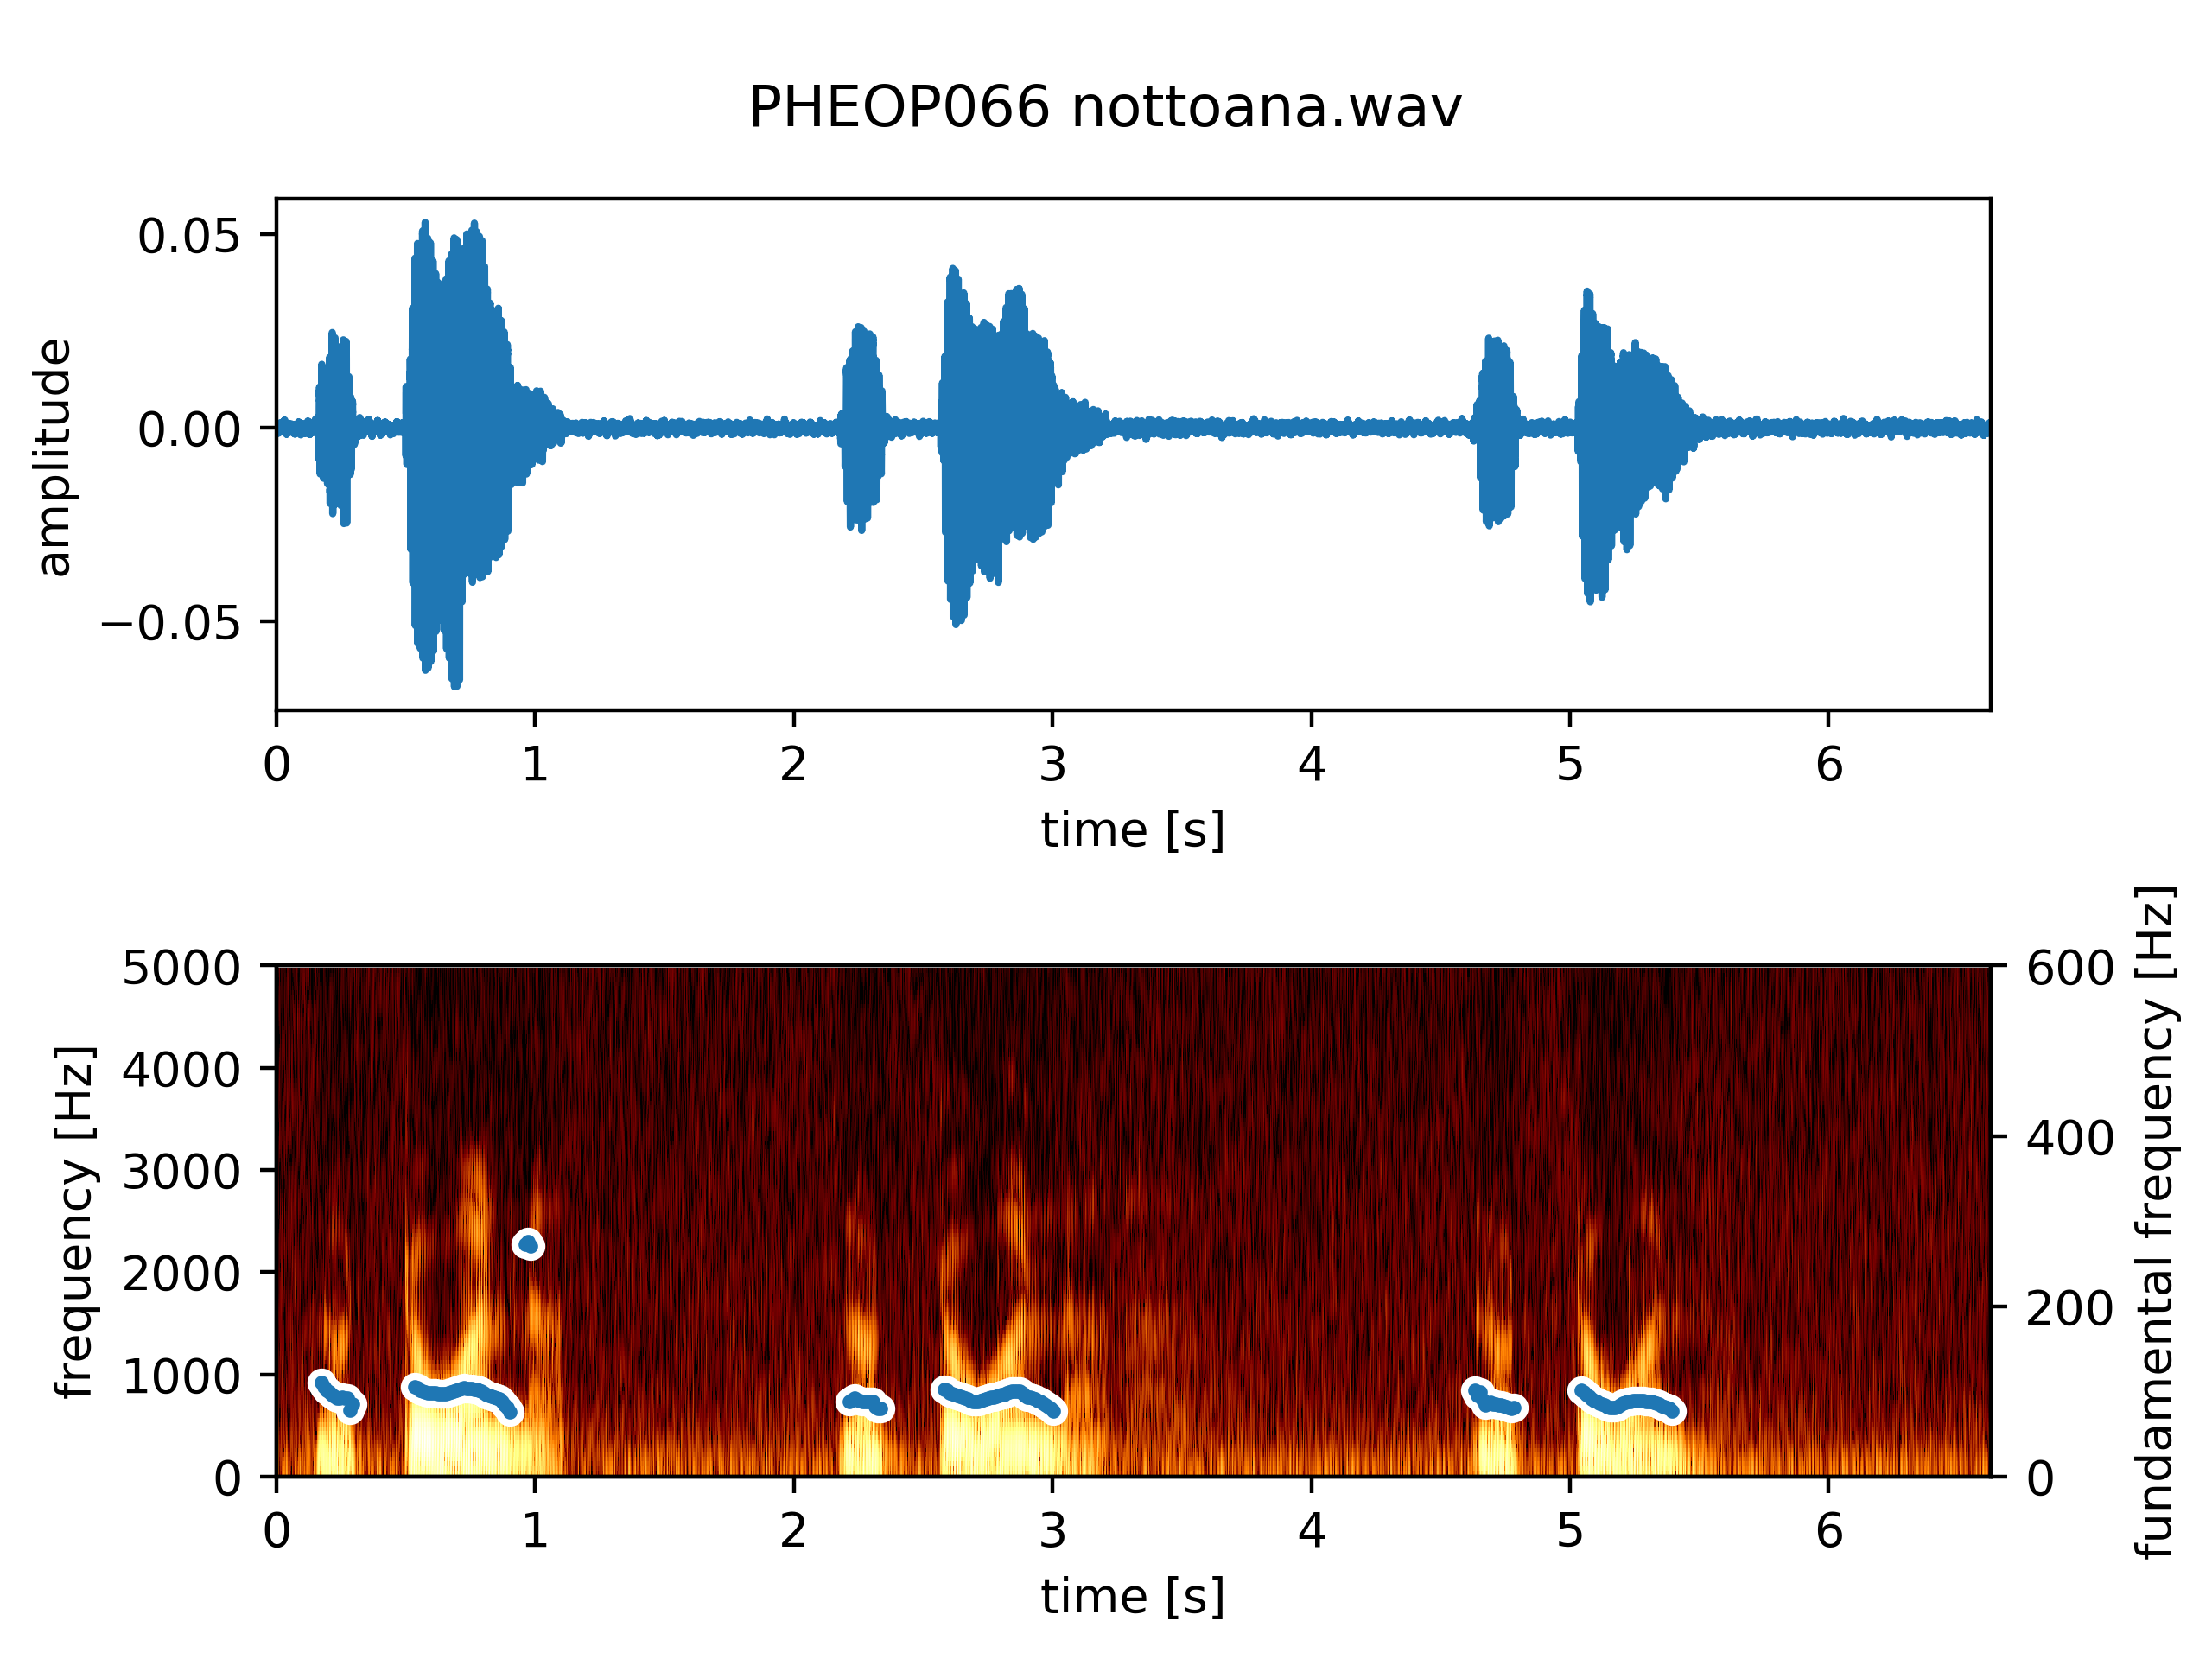 PHEOP066 nottoana.wav
0.05
0.00
−0.05
amplitude
0 1 2 3 4 5 6
time [s]
5000
4000
3000
2000
1000
0
frequency [Hz]
600
400
200
0
fundamental frequency [Hz]
0 1 2 3 4 5 6
time [s]